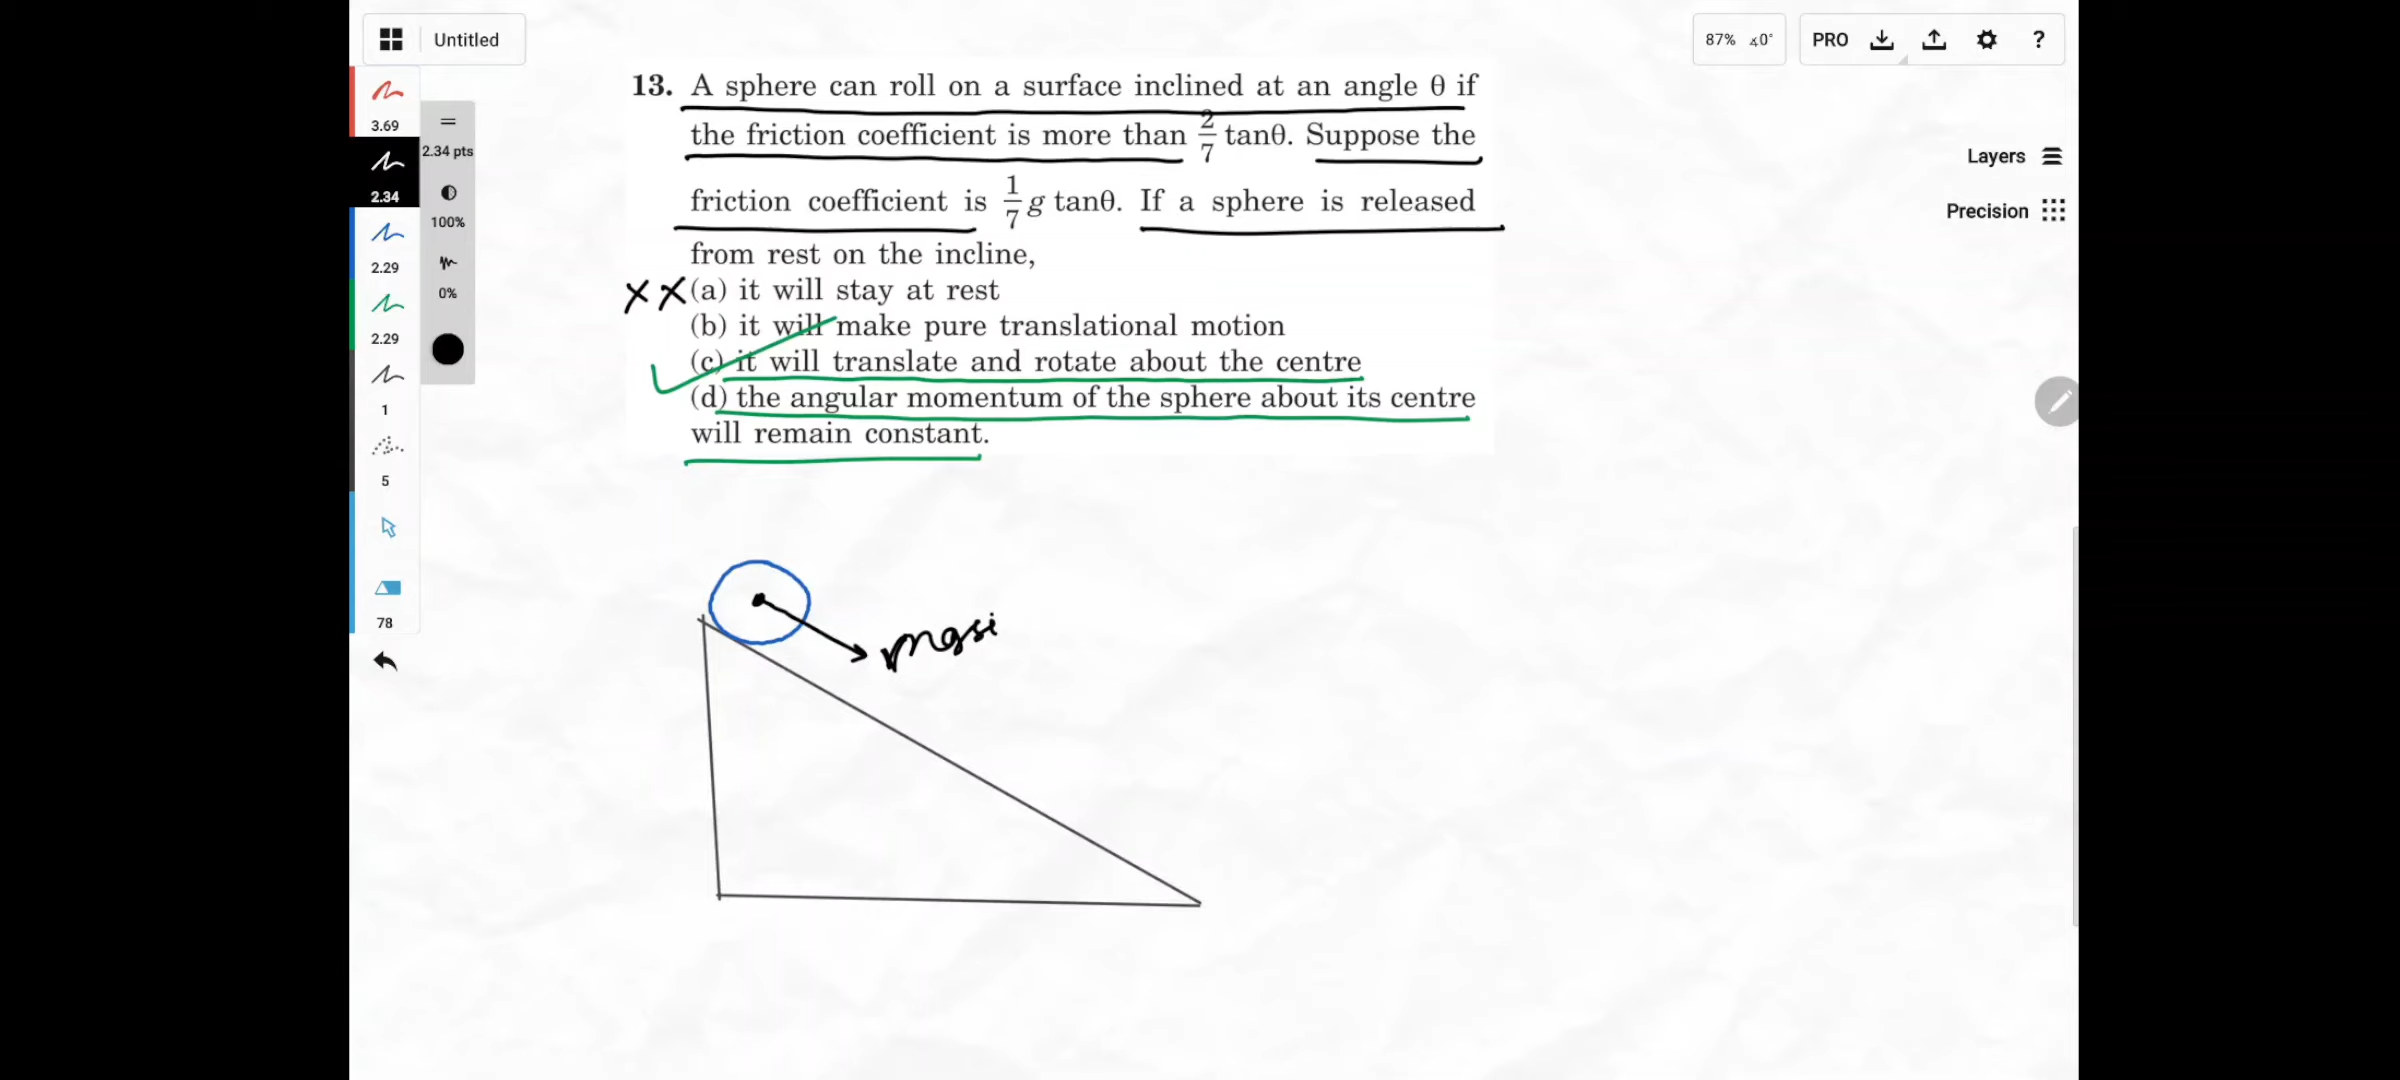 Untitled
87% ∡0°
PRO
?
3.69
2.34
2.29
2.29
1
5
78
2.34 pts
100%
0%
Layers
Precision
13. A sphere can roll on a surface inclined at an angle θ if
the friction coefficient is more than 2/7 tanθ. Suppose the
friction coefficient is 1/7 g tanθ. If a sphere is released
from rest on the incline,
××(a) it will stay at rest
(b) it will make pure translational motion
(c) it will translate and rotate about the centre
(d) the angular momentum of the sphere about its centre
will remain constant.
mgsi